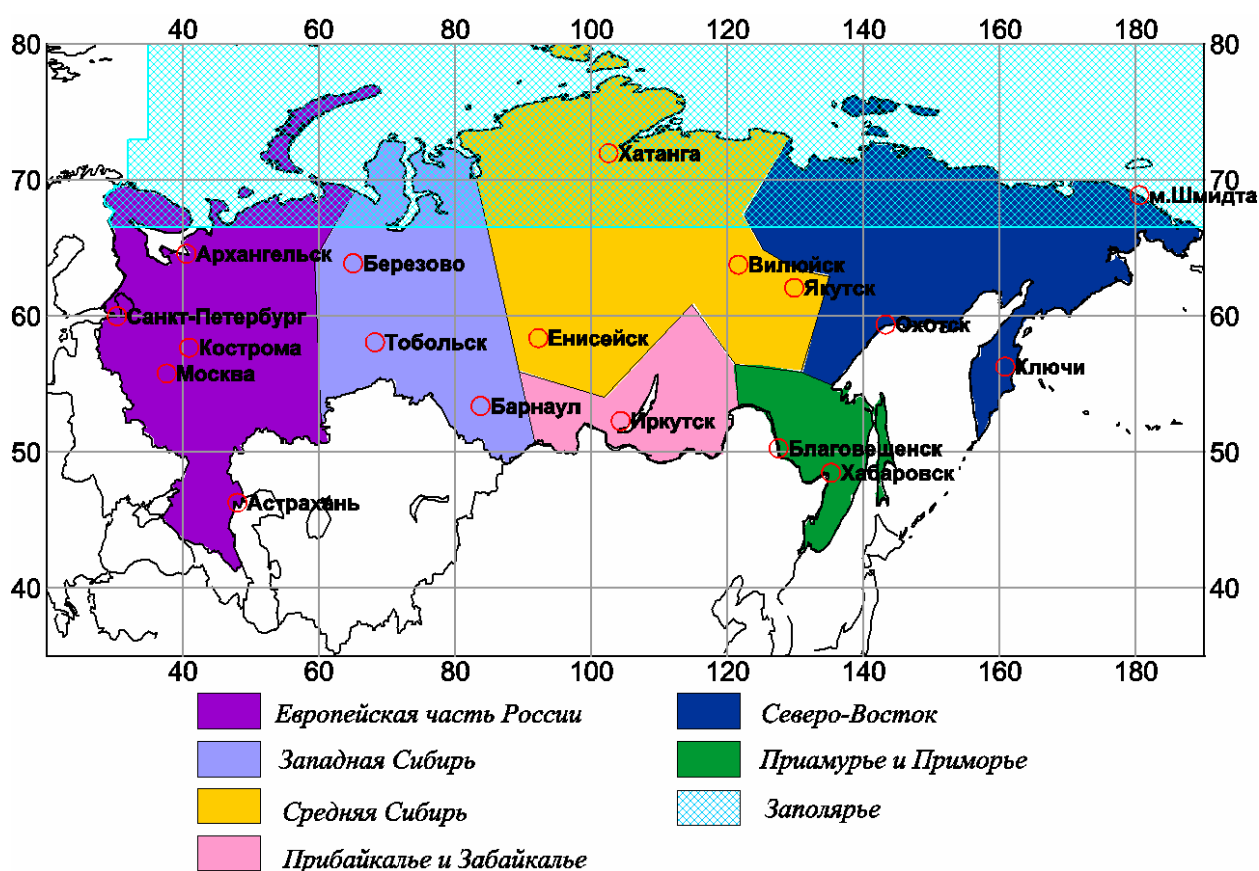 40 60 80 100 120 140 160 180
80 80
Хатанга
70 70
м.Шмидта
Архангельск
Березово
Вилюйск
Якутск
60 Санкт-Петербург 60
Охотск
Енисейск
Тобольск
Кострома
Москва
Ключи
Барнаул
Иркутск
50 Благовещенск 50
Хабаровск
Астрахань
40 40
40 60 80 100 120 140 160 180
Европейская часть России
Западная Сибирь
Средняя Сибирь
Прибайкалье и Забайкалье
Северо-Восток
Приамурье и Приморье
Заполярье